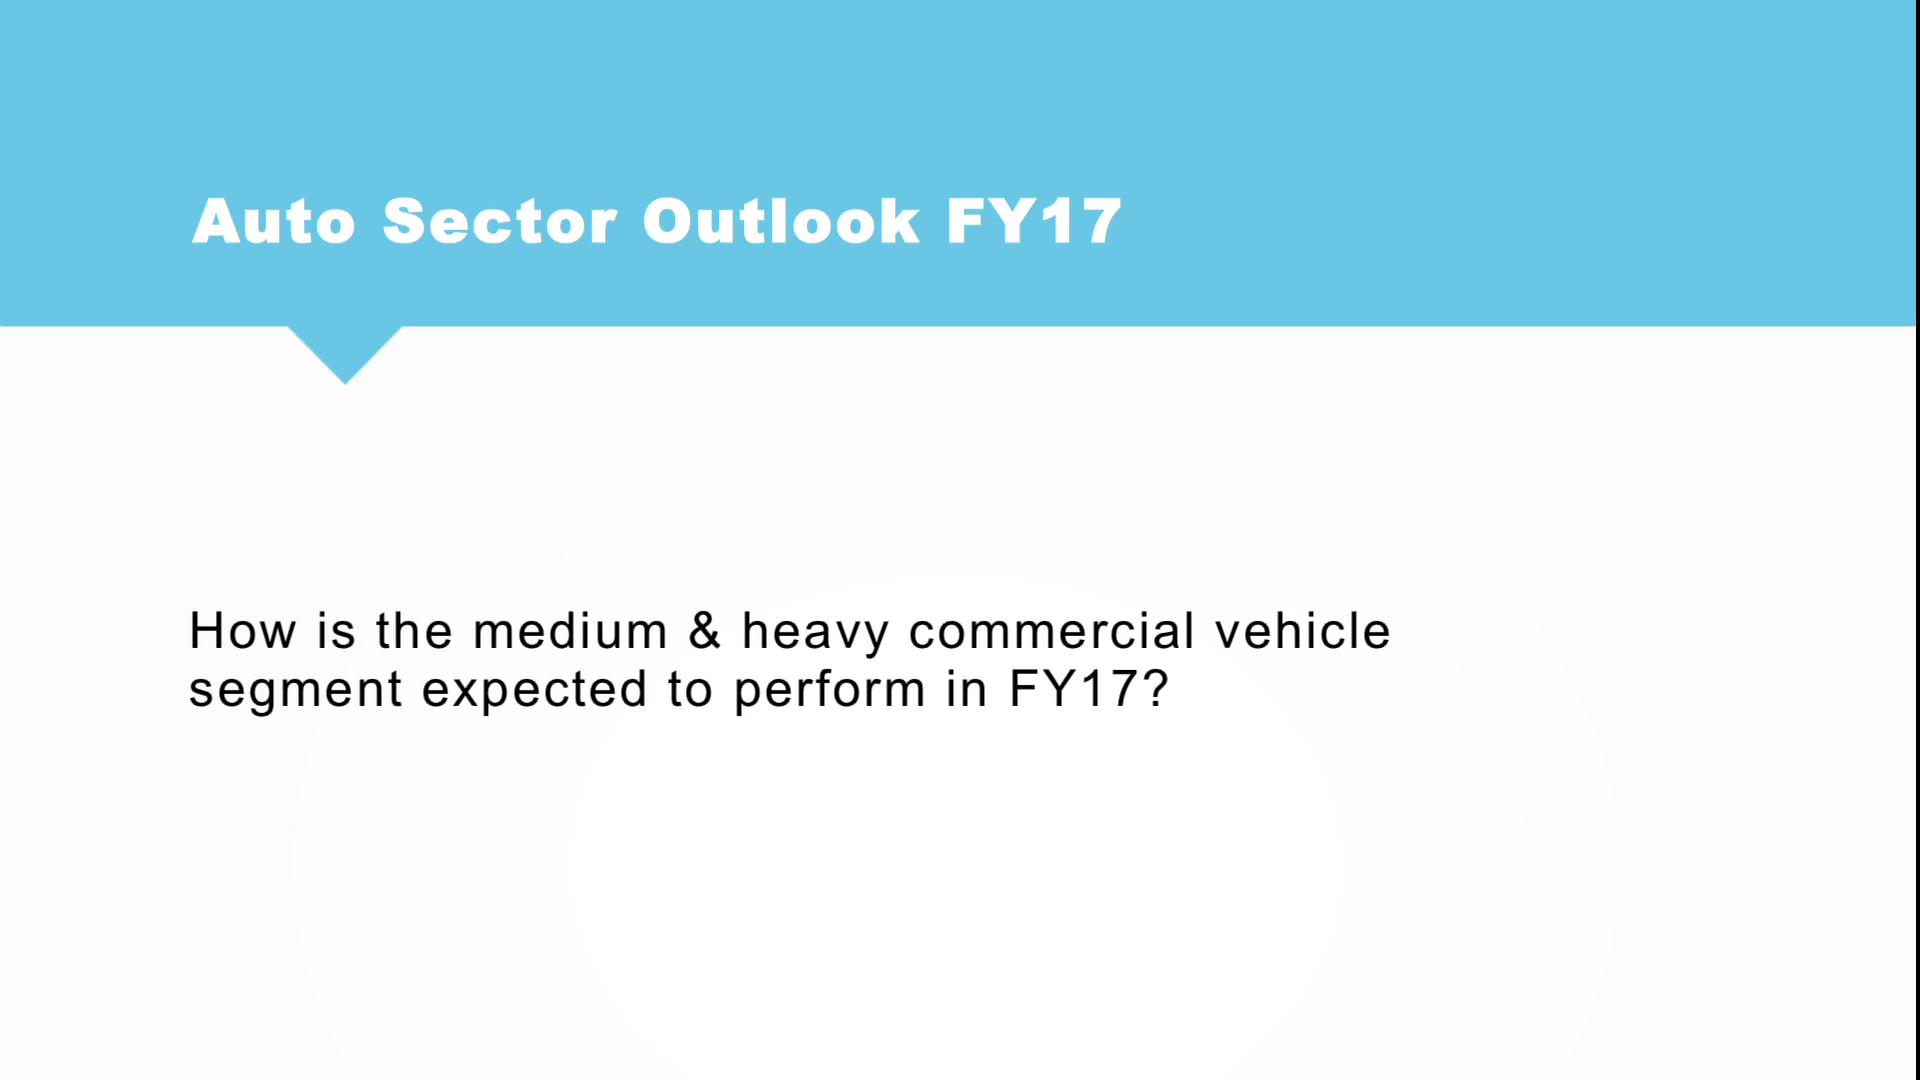 Auto Sector Outlook FY17
How is the medium & heavy commercial vehicle
segment expected to perform in FY17?